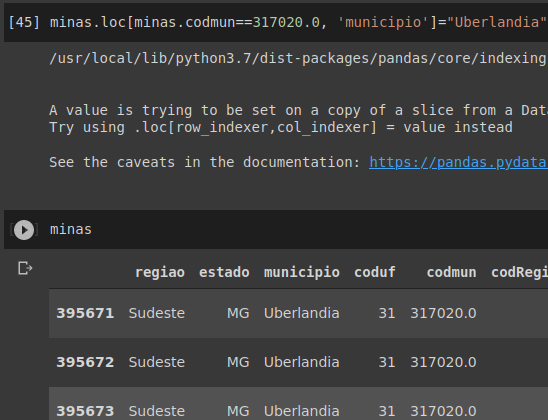 [45] minas.loc[minas.codmun==317020.0, 'municipio']="Uberlandia"
/usr/local/lib/python3.7/dist-packages/pandas/core/indexing
A value is trying to be set on a copy of a slice from a Dat
Try using .loc[row_indexer,col_indexer] = value instead
See the caveats in the documentation: https://pandas.pydata
minas
regiao estado municipio coduf codmun codRegi
395671 Sudeste MG Uberlandia 31 317020.0
395672 Sudeste MG Uberlandia 31 317020.0
395673 Sudeste MG Uberlandia 31 317020.0